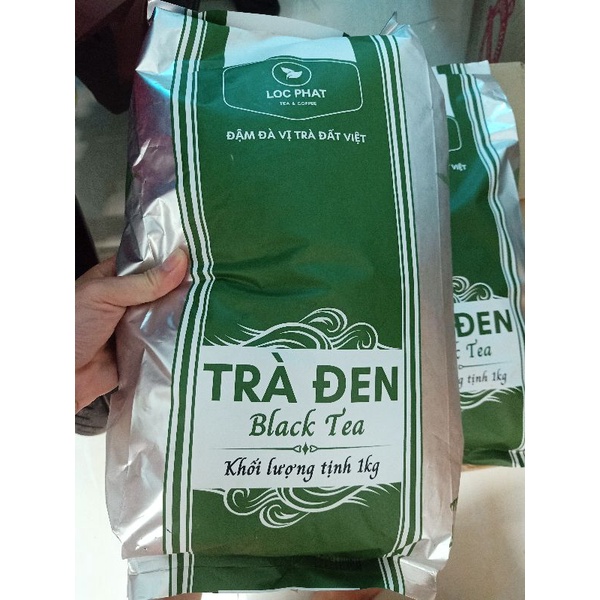 LOC PHAT
TEA & COFFEE
ĐẬM ĐÀ VỊ TRÀ ĐẤT VIỆT
TRÀ ĐEN
Black Tea
Khối lượng tịnh 1kg
VIỆT
ĐEN
Tea
tịnh 1kg